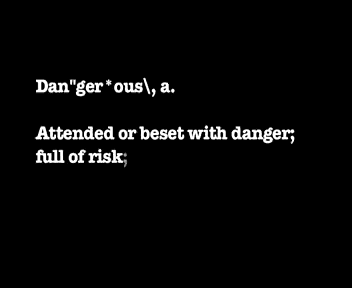 Dan"ger*ous\, a.
Attended or beset with danger;
full of risk;